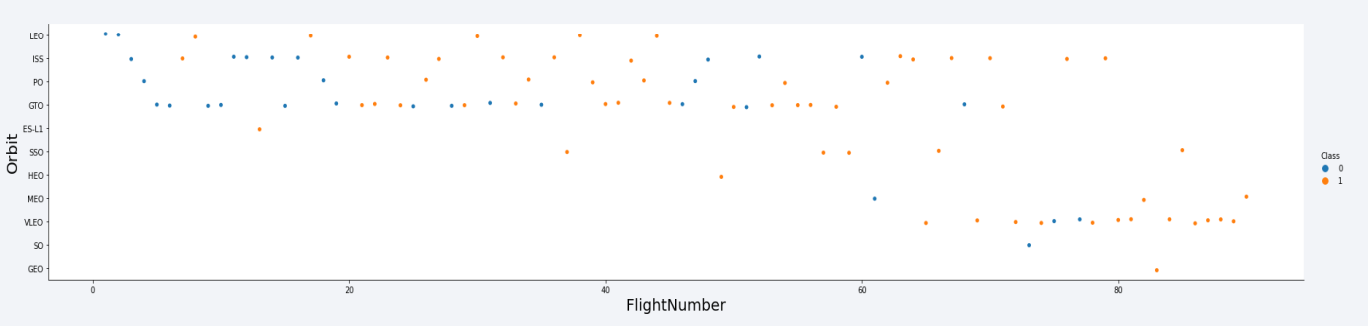 LEO
ISS
PO
GTO
ES-L1
SSO
HEO
MEO
VLEO
SO
GEO
Orbit
0 20 40 60 80
FlightNumber
Class
0
1